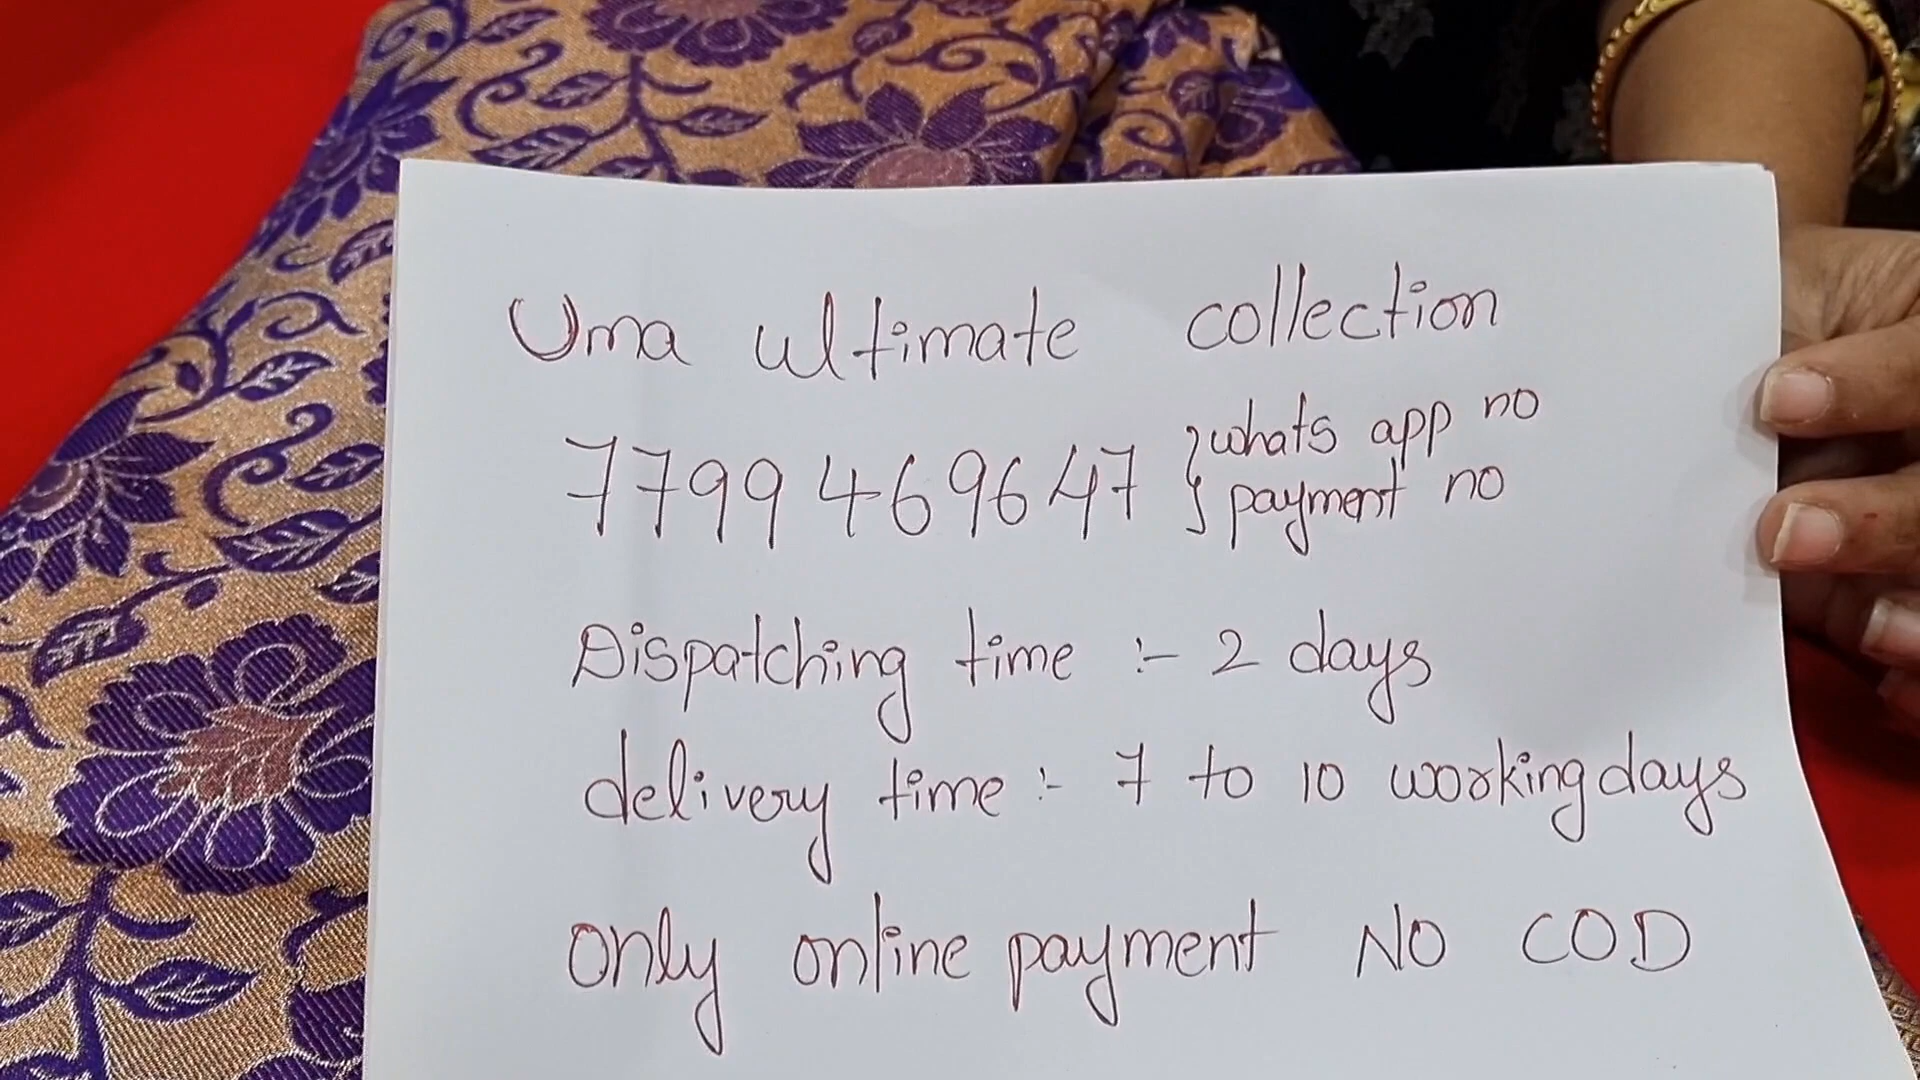 Uma ultimate collection
7799469647 } whats app no
payment no
Dispatching time :- 2 days
delivery time :- 7 to 10 working days
only online payment NO COD